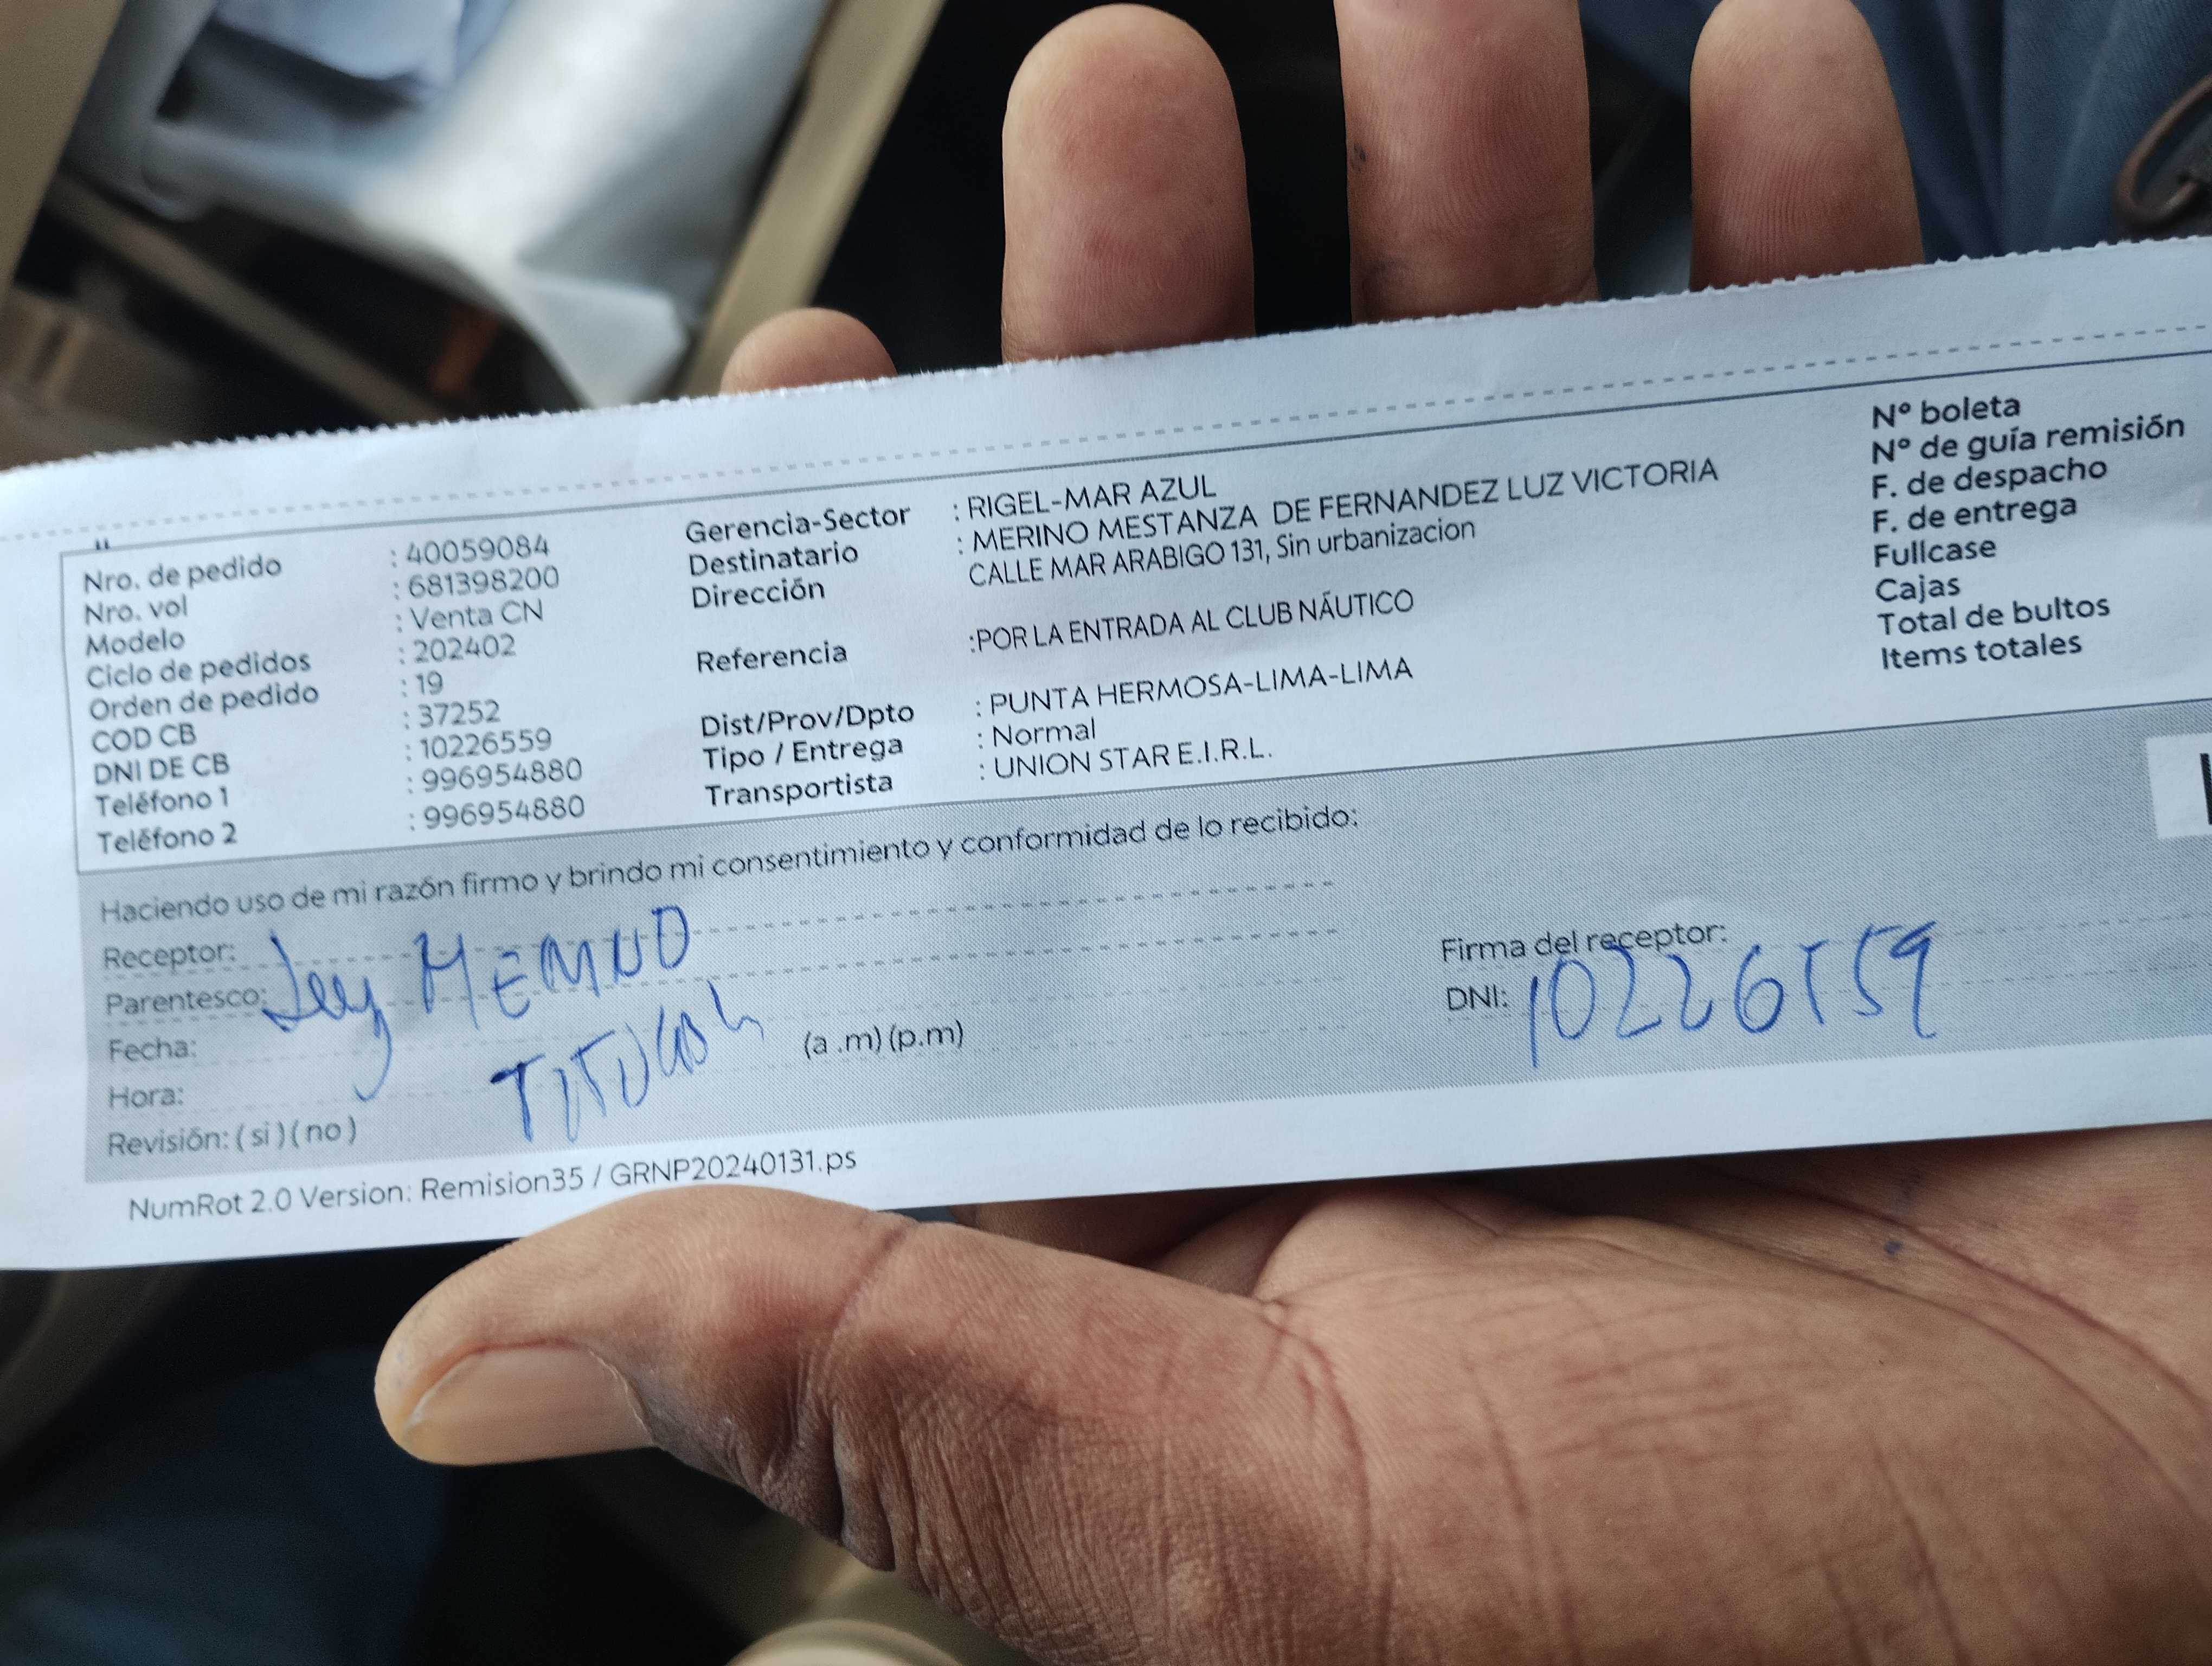 Nro. de pedido : 40059084
Nro. vol : 681398200
Modelo : Venta CN
Ciclo de pedidos : 202402
Orden de pedido : 19
COD CB : 37252
DNI DE CB : 10226559
Teléfono 1 : 996954880
Teléfono 2 : 996954880
Gerencia-Sector : RIGEL-MAR AZUL
Destinatario : MERINO MESTANZA DE FERNANDEZ LUZ VICTORIA
Dirección CALLE MAR ARABIGO 131, Sin urbanizacion
Referencia :POR LA ENTRADA AL CLUB NÁUTICO
Dist/Prov/Dpto : PUNTA HERMOSA-LIMA-LIMA
Tipo / Entrega : Normal
Transportista : UNION STAR E.I.R.L.
Nº boleta
Nº de guía remisión
F. de despacho
F. de entrega
Fullcase
Cajas
Total de bultos
Items totales
Haciendo uso de mi razón firmo y brindo mi consentimiento y conformidad de lo recibido:
Receptor:
Parentesco:
Fecha:
Hora: (a .m) (p.m)
Revisión: ( si ) ( no )
Firma del receptor:
DNI: 10226559
NumRot 2.0 Version: Remision35 / GRNP20240131.ps